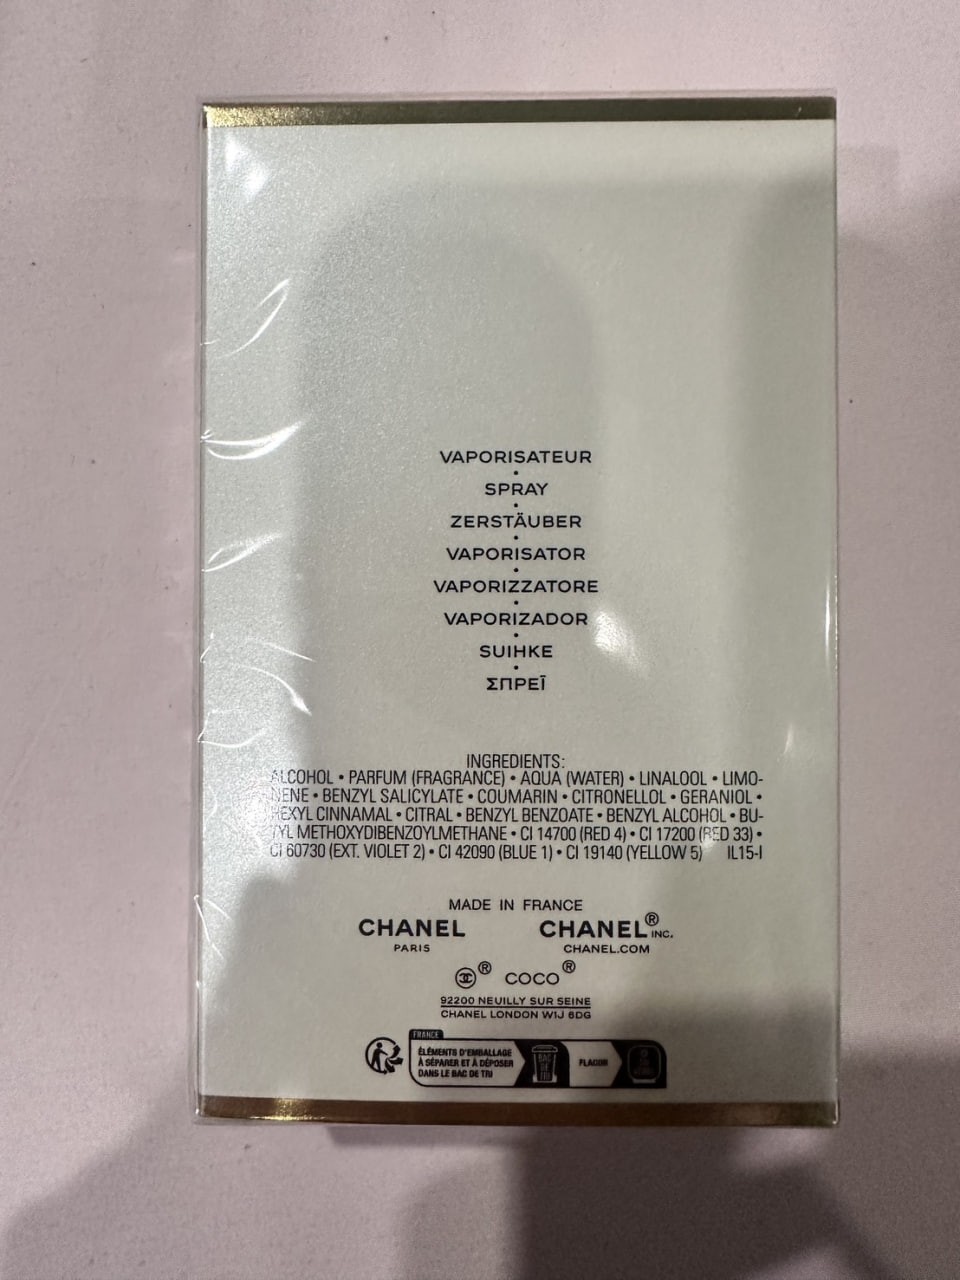 VAPORISATEUR
•
SPRAY
•
ZERSTÄUBER
•
VAPORISATOR
•
VAPORIZZATORE
•
VAPORIZADOR
•
SUIHKE
•
ΣΠΡΕΪ
INGREDIENTS:
ALCOHOL • PARFUM (FRAGRANCE) • AQUA (WATER) • LINALOOL • LIMO-
NENE • BENZYL SALICYLATE • COUMARIN • CITRONELLOL • GERANIOL •
HEXYL CINNAMAL • CITRAL • BENZYL BENZOATE • BENZYL ALCOHOL • BU-
TYL METHOXYDIBENZOYLMETHANE • CI 14700 (RED 4) • CI 17200 (RED 33) •
CI 60730 (EXT. VIOLET 2) • CI 42090 (BLUE 1) • CI 19140 (YELLOW 5) IL15-I
MADE IN FRANCE
CHANEL CHANEL® INC.
PARIS CHANEL.COM
® COCO®
92200 NEUILLY SUR SEINE
CHANEL LONDON W1J 6DG
FRANCE
ÉLÉMENTS D'EMBALLAGE
À SÉPARER ET À DÉPOSER
DANS LE BAC DE TRI
BAC DE TRI
FLACON